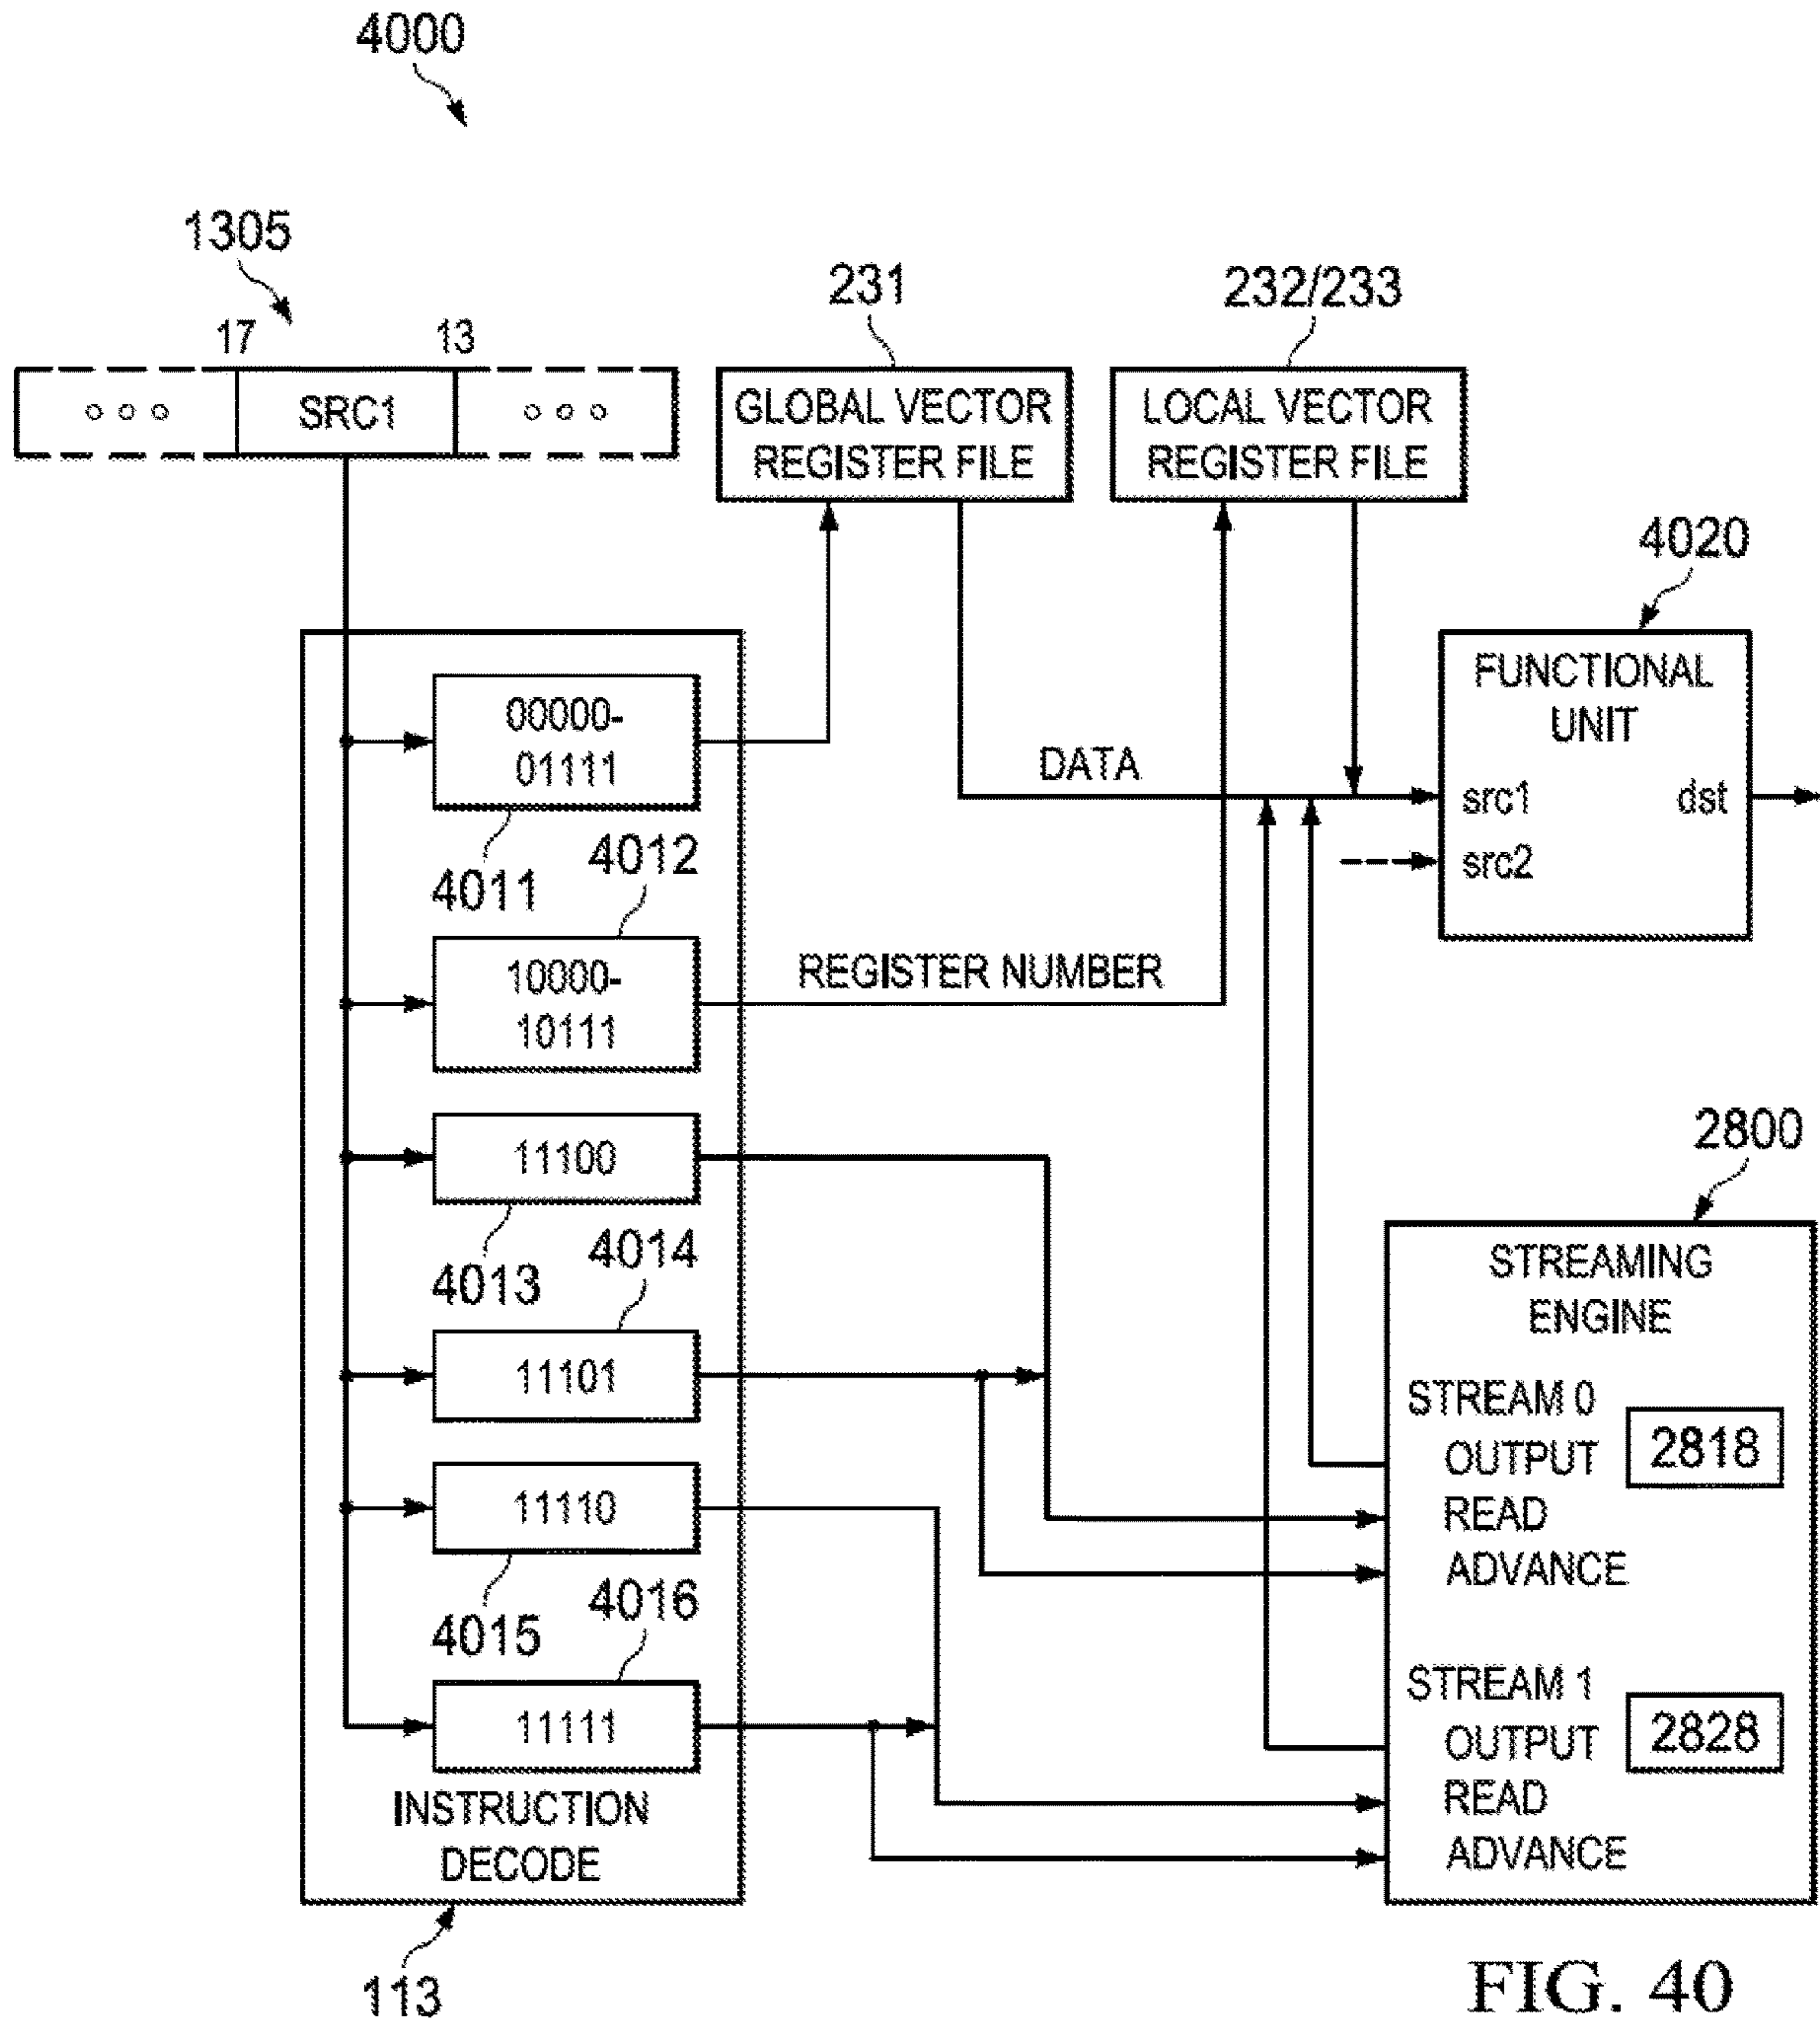 4000
1305
231
232/233
17
13
∘∘∘
SRC1
∘∘∘
GLOBAL VECTOR
REGISTER FILE
LOCAL VECTOR
REGISTER FILE
4020
FUNCTIONAL
UNIT
src1
dst
src2
DATA
00000-
01111
4011
4012
10000-
10111
REGISTER NUMBER
11100
4013
4014
11101
11110
4015
4016
11111
INSTRUCTION
DECODE
113
2800
STREAMING
ENGINE
STREAM 0
2818
OUTPUT
READ
ADVANCE
STREAM 1
2828
OUTPUT
READ
ADVANCE
FIG. 40